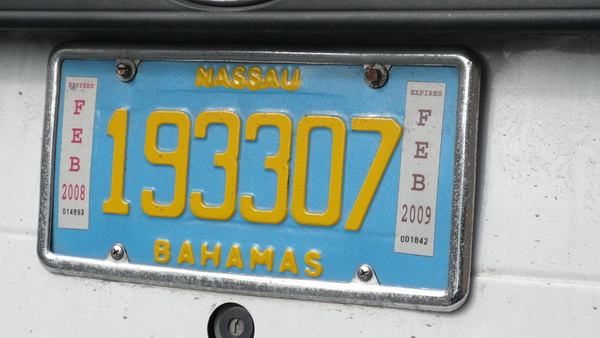 NASSAU
EXPIRES
F
E
B
2008
014893
193307
EXPIRES
F
E
B
2009
001842
BAHAMAS